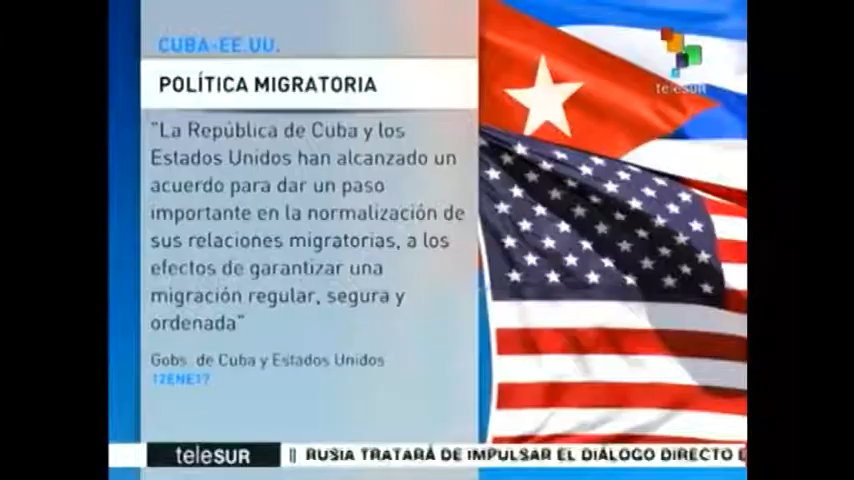 CUBA-EE.UU.
POLÍTICA MIGRATORIA
"La República de Cuba y los
Estados Unidos han alcanzado un
acuerdo para dar un paso
importante en la normalización de
sus relaciones migratorias, a los
efectos de garantizar una
migración regular, segura y
ordenada"
Gobs. de Cuba y Estados Unidos
12ENE17
teleSUR
teleSUR || RUSIA TRATARÁ DE IMPULSAR EL DIÁLOGO DIRECTO E